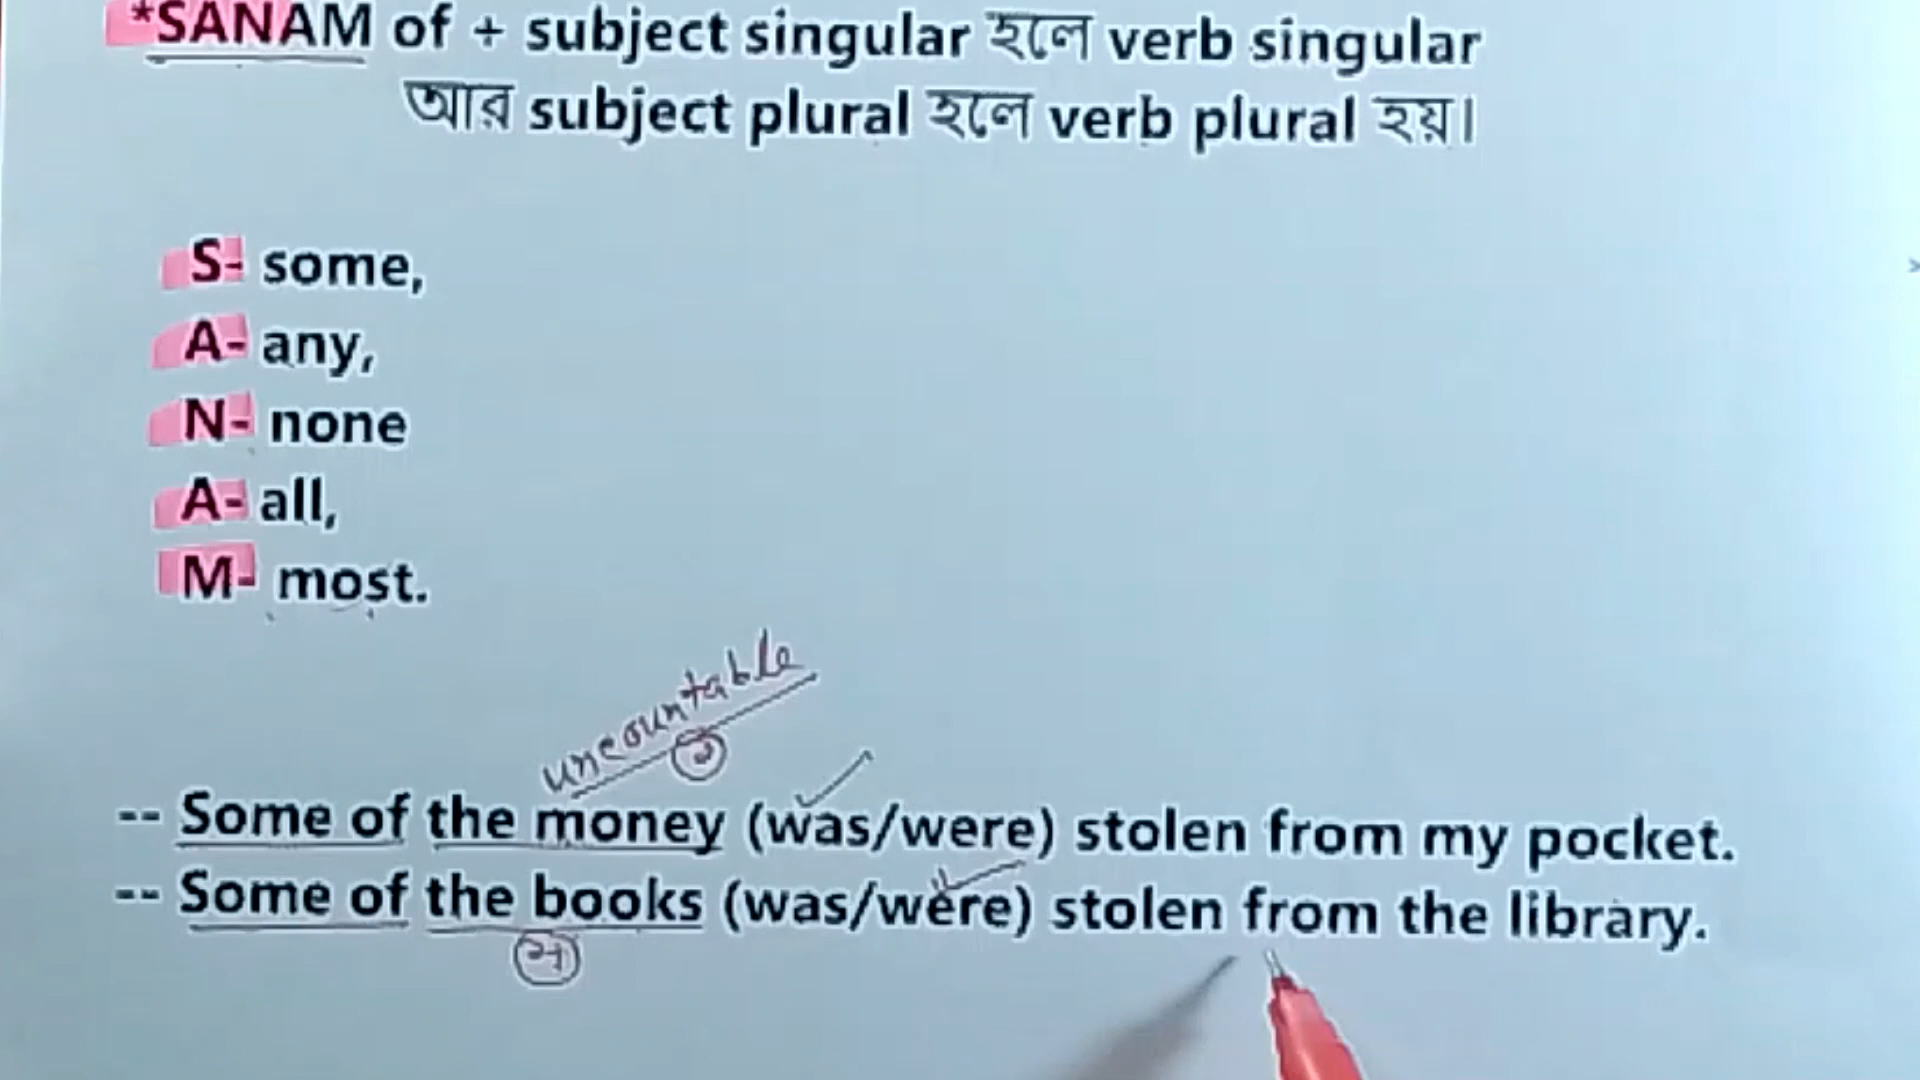 *SANAM of + subject singular হলে verb singular
আর subject plural হলে verb plural হয়।
S- some,
A- any,
N- none
A- all,
M- most.
uncountable
-- Some of the money (was/were) stolen from my pocket.
-- Some of the books (was/were) stolen from the library.